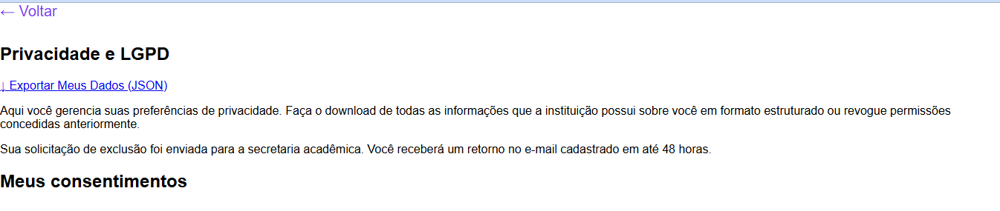 ← Voltar
Privacidade e LGPD
↓ Exportar Meus Dados (JSON)
Aqui você gerencia suas preferências de privacidade. Faça o download de todas as informações que a instituição possui sobre você em formato estruturado ou revogue permissões
concedidas anteriormente.
Sua solicitação de exclusão foi enviada para a secretaria acadêmica. Você receberá um retorno no e-mail cadastrado em até 48 horas.
Meus consentimentos